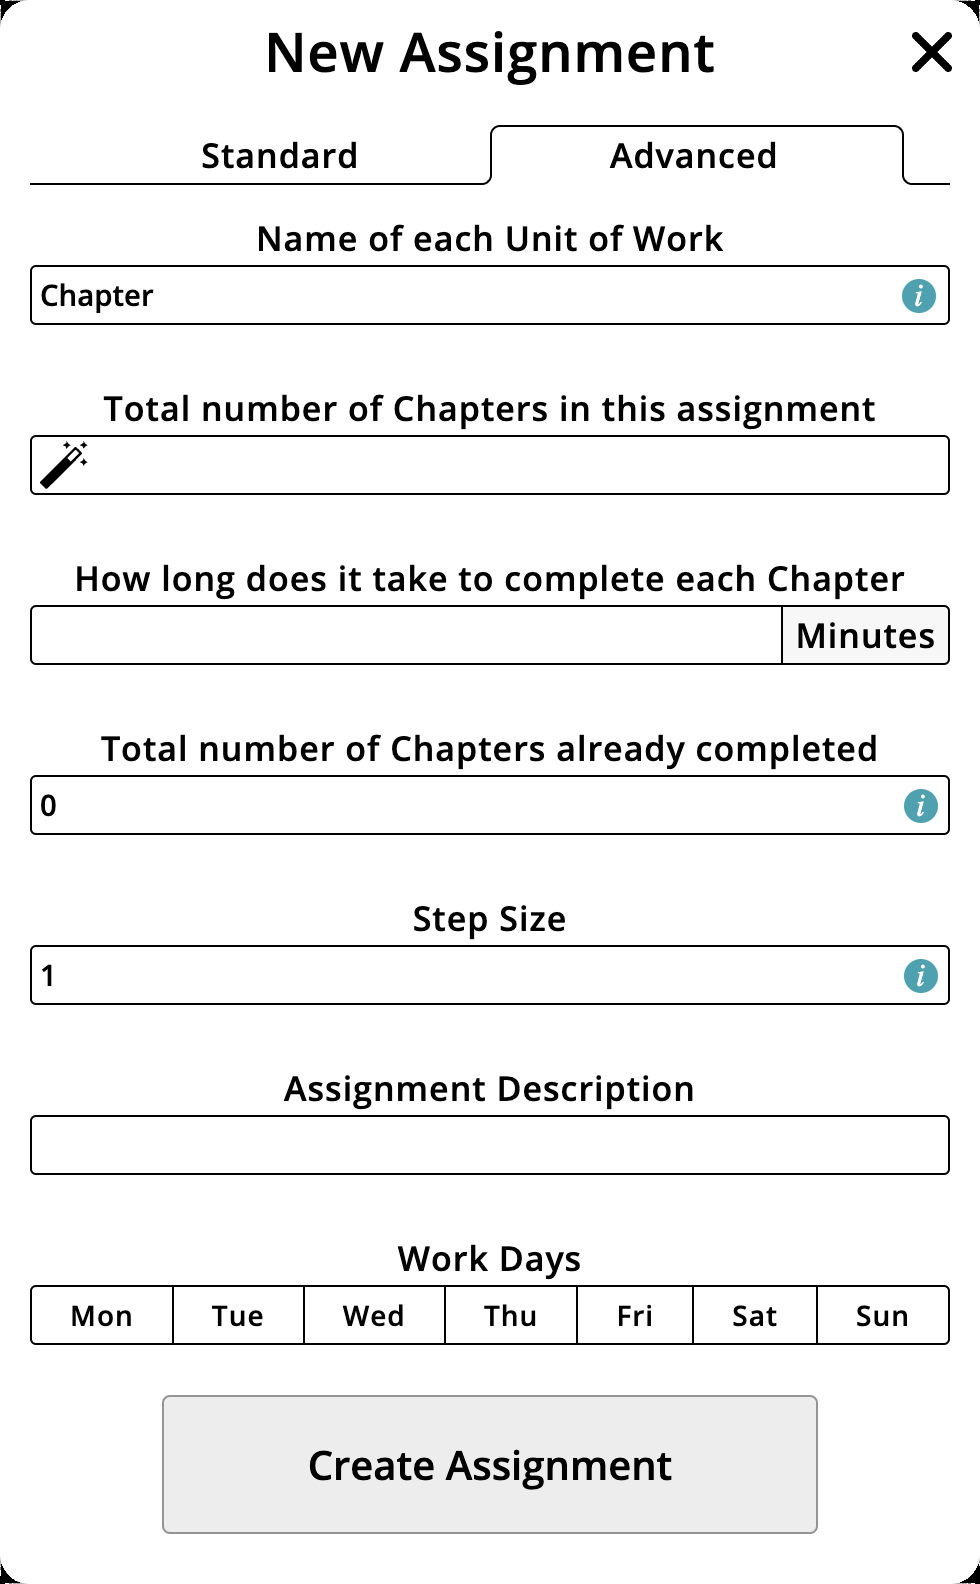 New Assignment
Standard
Advanced
Name of each Unit of Work
Chapter
i
Total number of Chapters in this assignment
How long does it take to complete each Chapter
Minutes
Total number of Chapters already completed
0
i
Step Size
1
i
Assignment Description
Work Days
Mon Tue Wed Thu Fri Sat Sun
Create Assignment